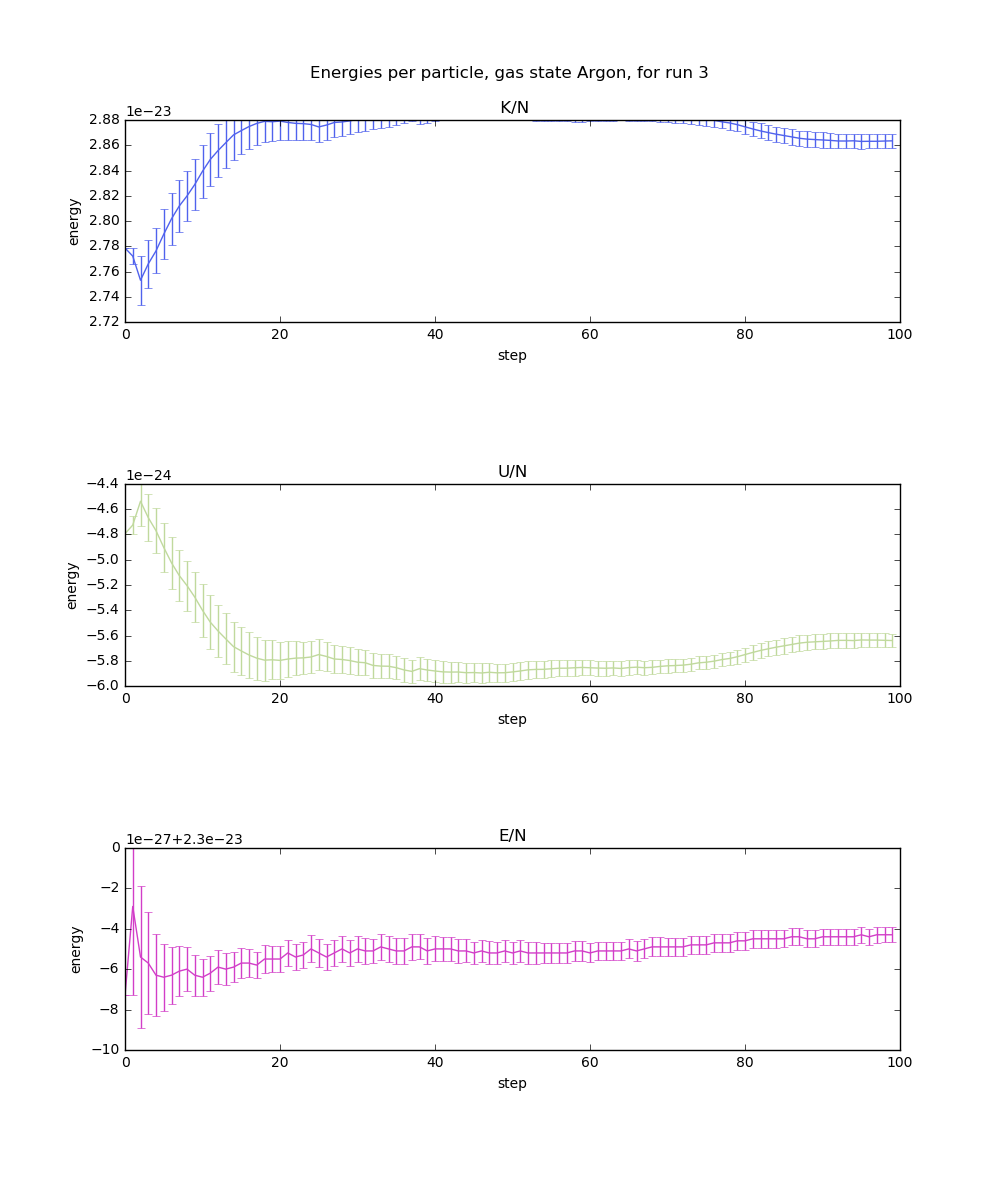 Energies per particle, gas state Argon, for run 3
K/N
1e−23
2.88
2.86
2.84
2.82
2.80
2.78
2.76
2.74
2.72
energy
0 20 40 60 80 100
step
U/N
1e−24
−4.4
−4.6
−4.8
−5.0
−5.2
−5.4
−5.6
−5.8
−6.0
energy
0 20 40 60 80 100
step
E/N
1e−27+2.3e−23
0
−2
−4
−6
−8
−10
energy
0 20 40 60 80 100
step